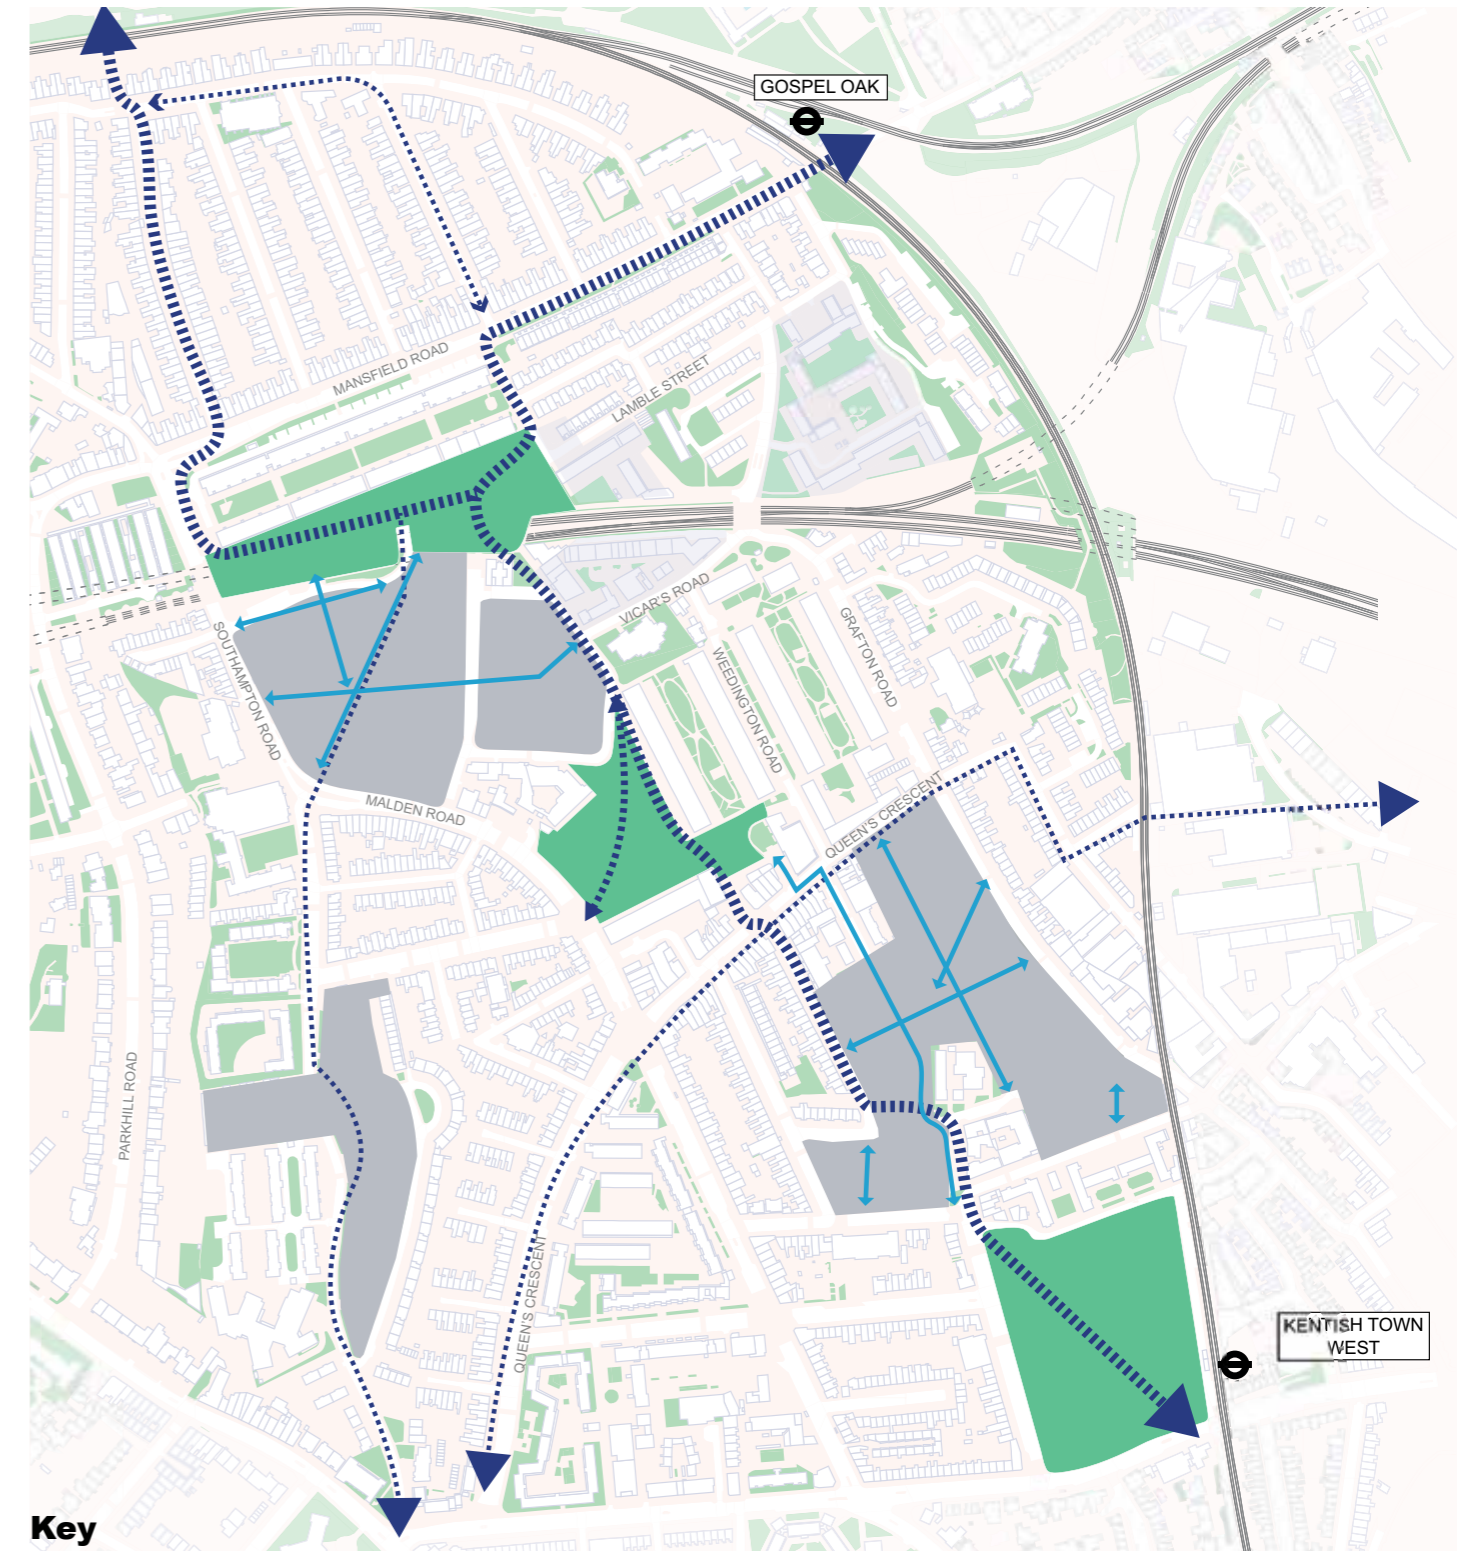 GOSPEL OAK
MANSFIELD ROAD
LAMBLE STREET
VICAR'S ROAD
GRAFTON ROAD
SOUTHAMPTON ROAD
WEEDINGTON ROAD
MALDEN ROAD
QUEEN'S CRESCENT
PARKHILL ROAD
QUEEN'S CRESCENT
KENTISH TOWN
WEST
Key